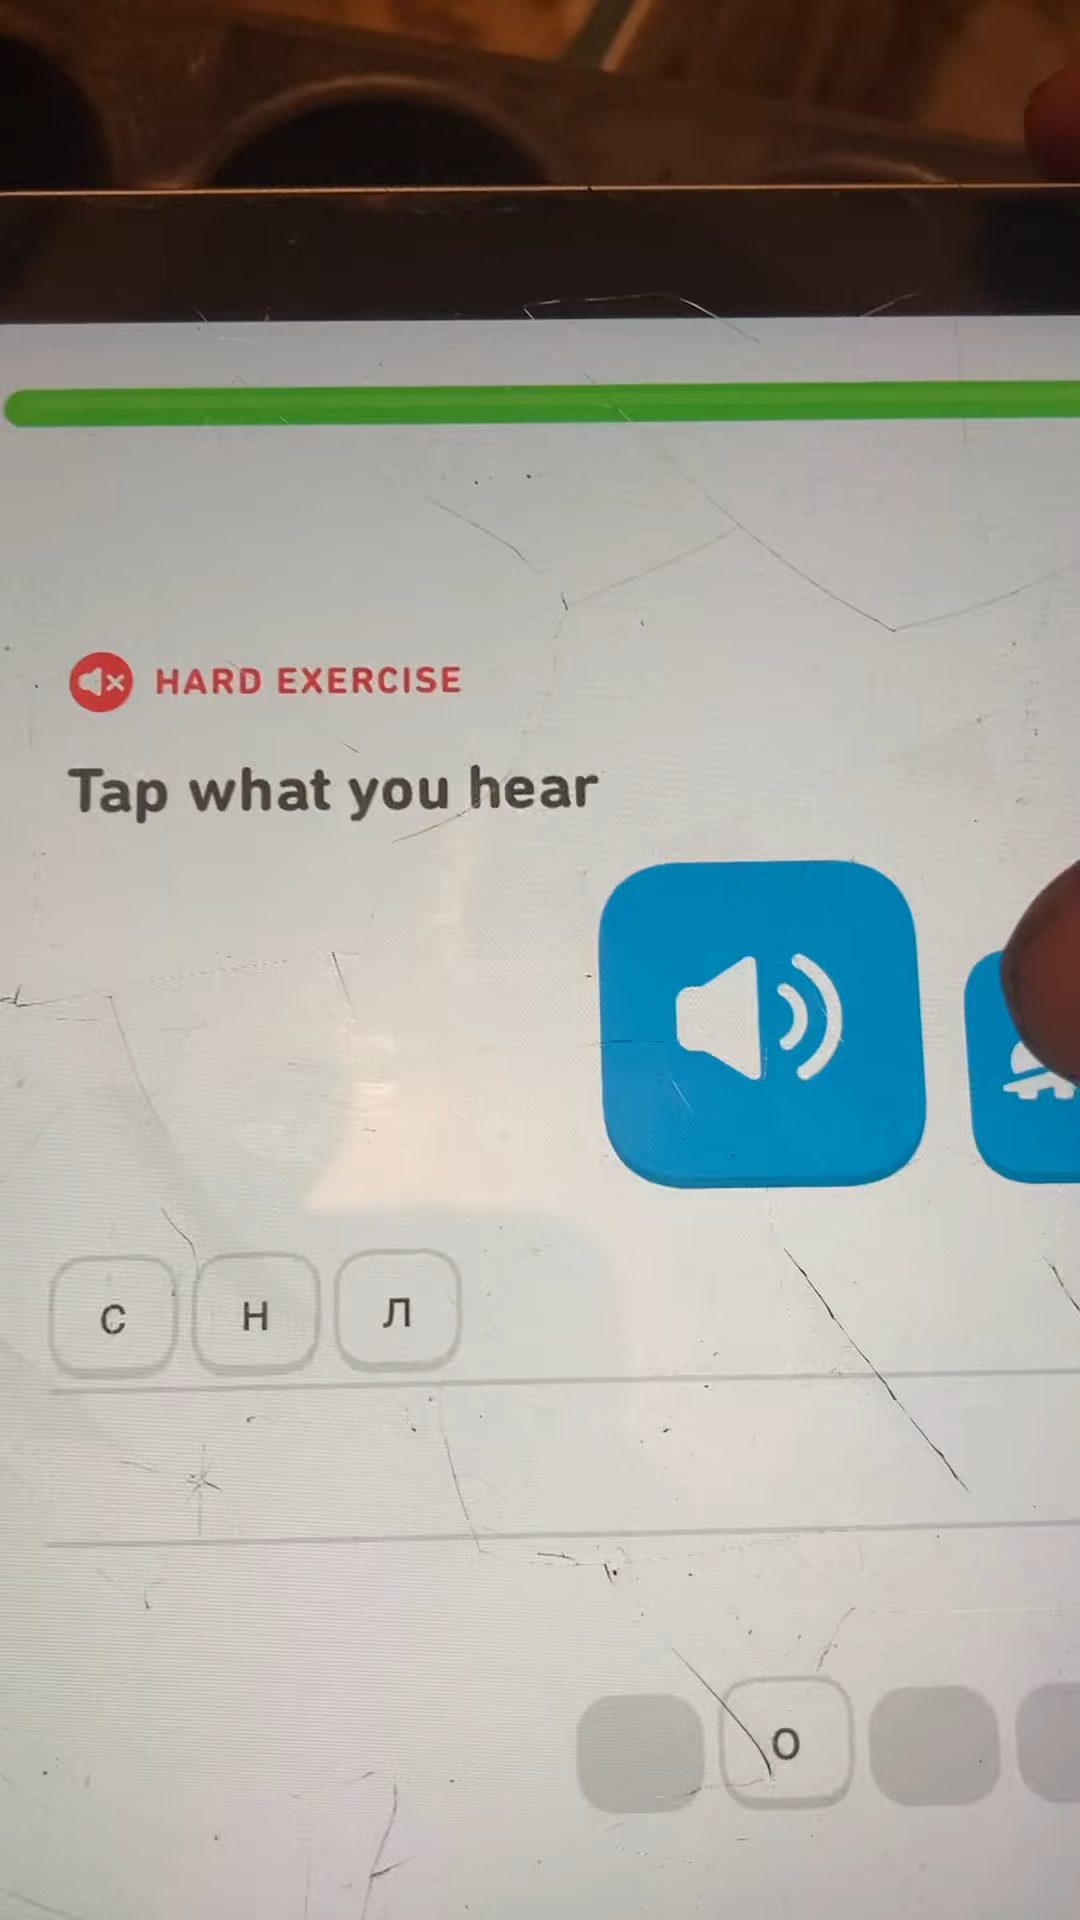 HARD EXERCISE
Tap what you hear
с н л
о